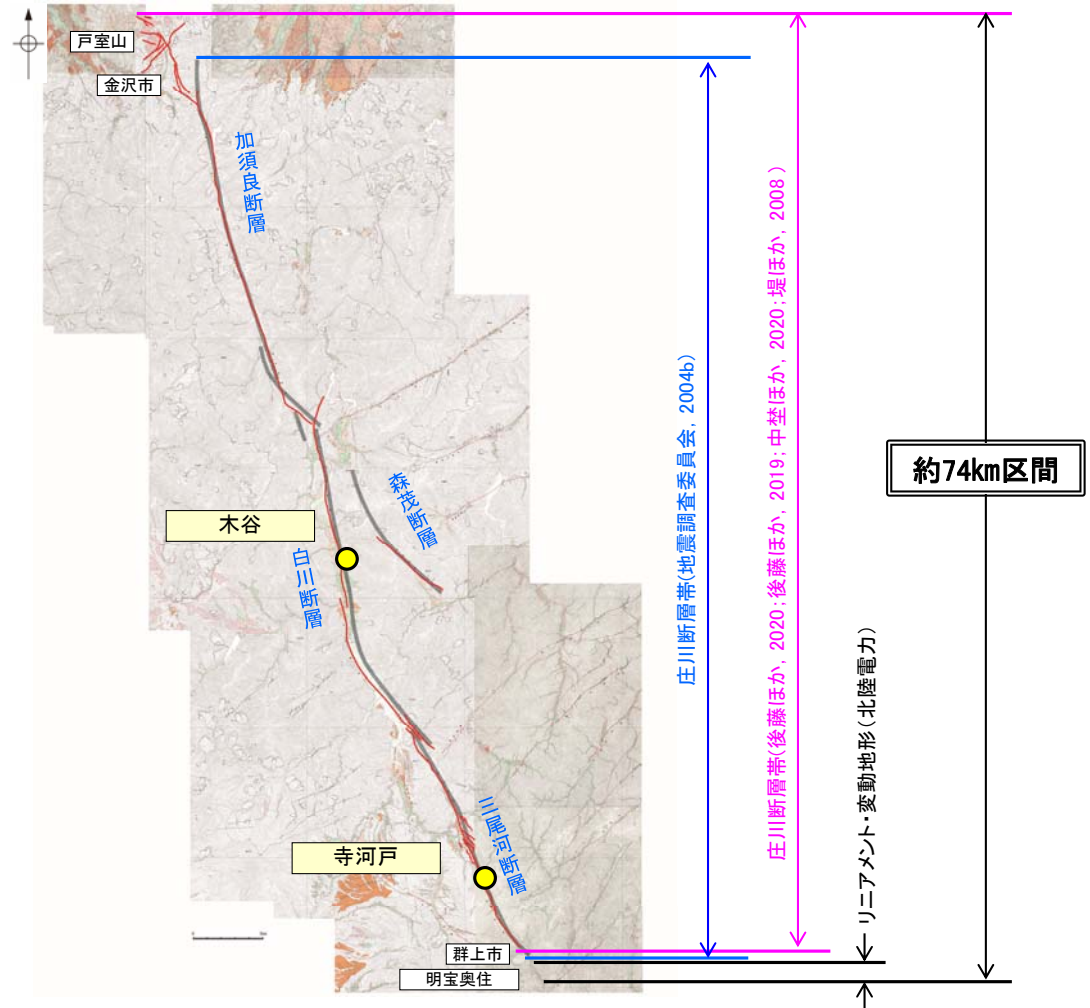 戸室山
金沢市
加須良断層
森茂断層
木谷
白川断層
三尾河断層
寺河戸
群上市
明宝奥住
庄川断層帯(地震調査委員会, 2004b)
庄川断層帯(後藤ほか, 2020;後藤ほか, 2019;中埜ほか, 2020;堤ほか, 2008 )
リニアメント・変動地形(北陸電力)
約74km区間